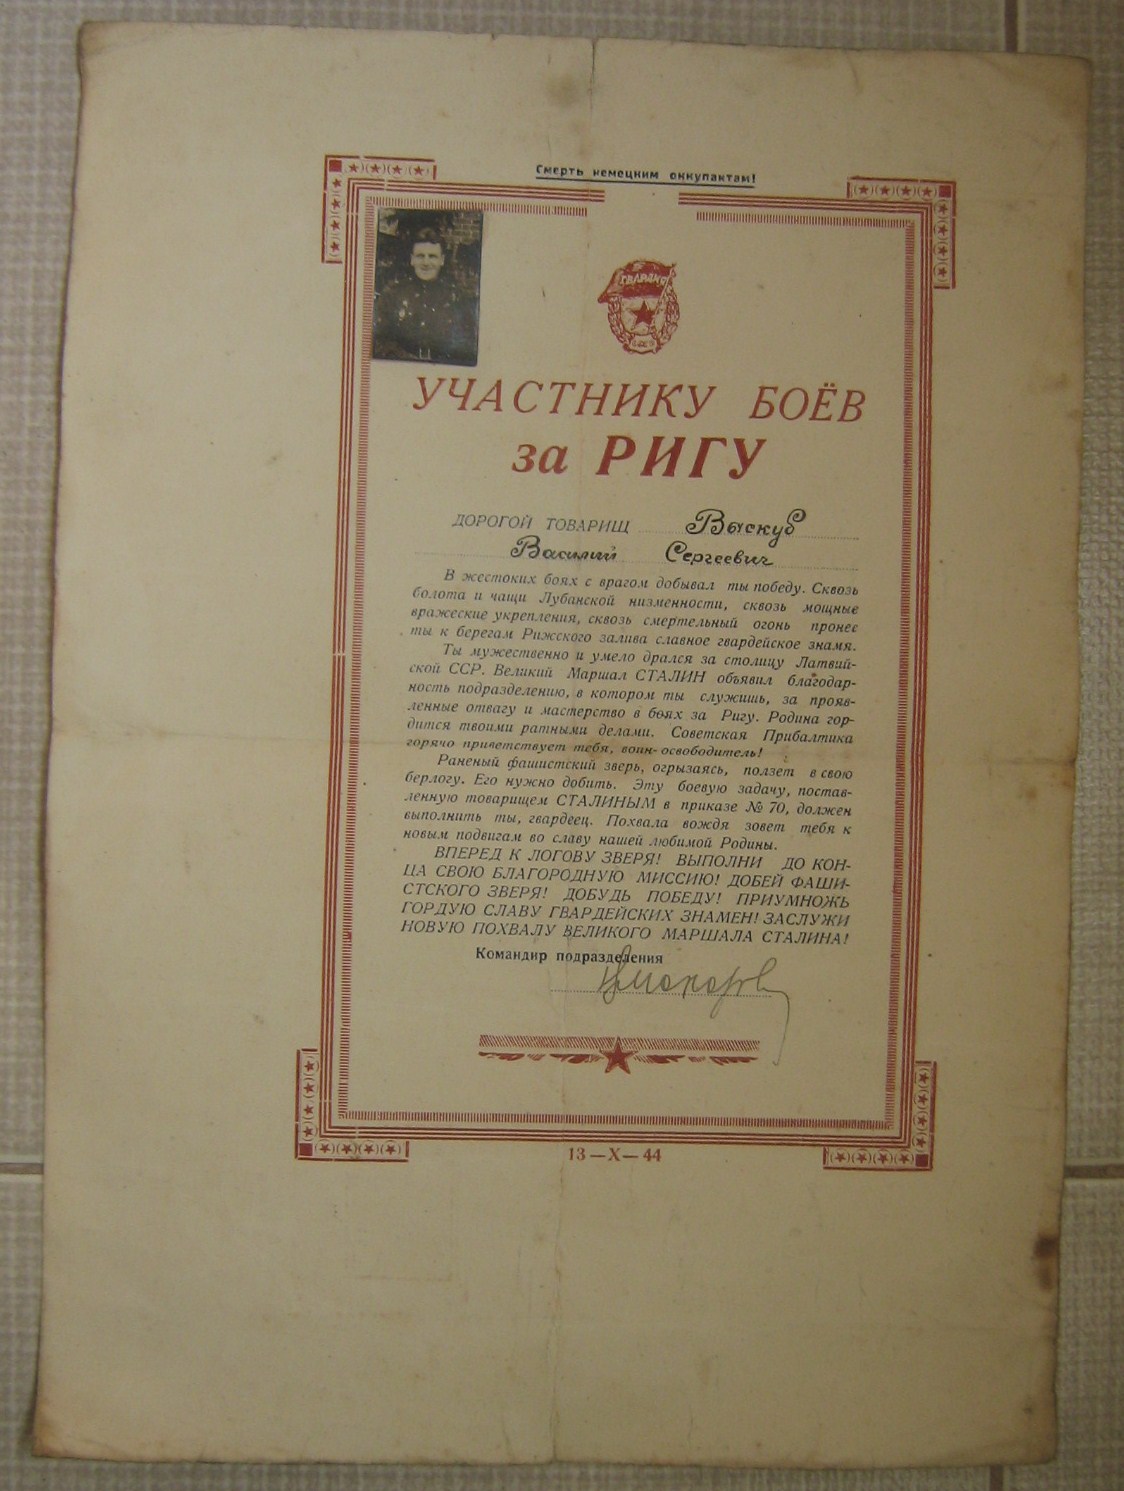 Смерть немецким оккупактам!
ГВАРДИЯ
УЧАСТНИКУ БОЁВ
за РИГУ
ДОРОГОЙ ТОВАРИЩ Выскуб
Василий Сергеевич
В жестоких боях с врагом добывал ты победу. Сквозь
болота и чащи Лубанской низменности, сквозь мощные
вражеские укрепления, сквозь смертельный огонь пронес
ты к берегам Рижского залива славное гвардейское знамя.
Ты мужественно и умело дрался за столицу Латвий-
ской ССР. Великий Маршал СТАЛИН объявил благодар-
ность подразделению, в котором ты служишь, за прояв-
ленные отвагу и мастерство в боях за Ригу. Родина гор-
дится твоими ратными делами. Советская Прибалтика
горячо приветствует тебя, воин-освободитель!
Раненый фашистский зверь, огрызаясь, ползет в свою
берлогу. Его нужно добить. Эту боевую задачу, постав-
ленную товарищем СТАЛИНЫМ в приказе № 70, должен
выполнить ты, гвардеец. Похвала вождя зовет тебя к
новым подвигам во славу нашей любимой Родины.
ВПЕРЕД К ЛОГОВУ ЗВЕРЯ! ВЫПОЛНИ ДО КОН-
ЦА СВОЮ БЛАГОРОДНУЮ МИССИЮ! ДОБЕЙ ФАШИ-
СТСКОГО ЗВЕРЯ! ДОБУДЬ ПОБЕДУ! ПРИУМНОЖЬ
ГОРДУЮ СЛАВУ ГВАРДЕЙСКИХ ЗНАМЕН! ЗАСЛУЖИ
НОВУЮ ПОХВАЛУ ВЕЛИКОГО МАРШАЛА СТАЛИНА!
Командир подразделения
13—X—44